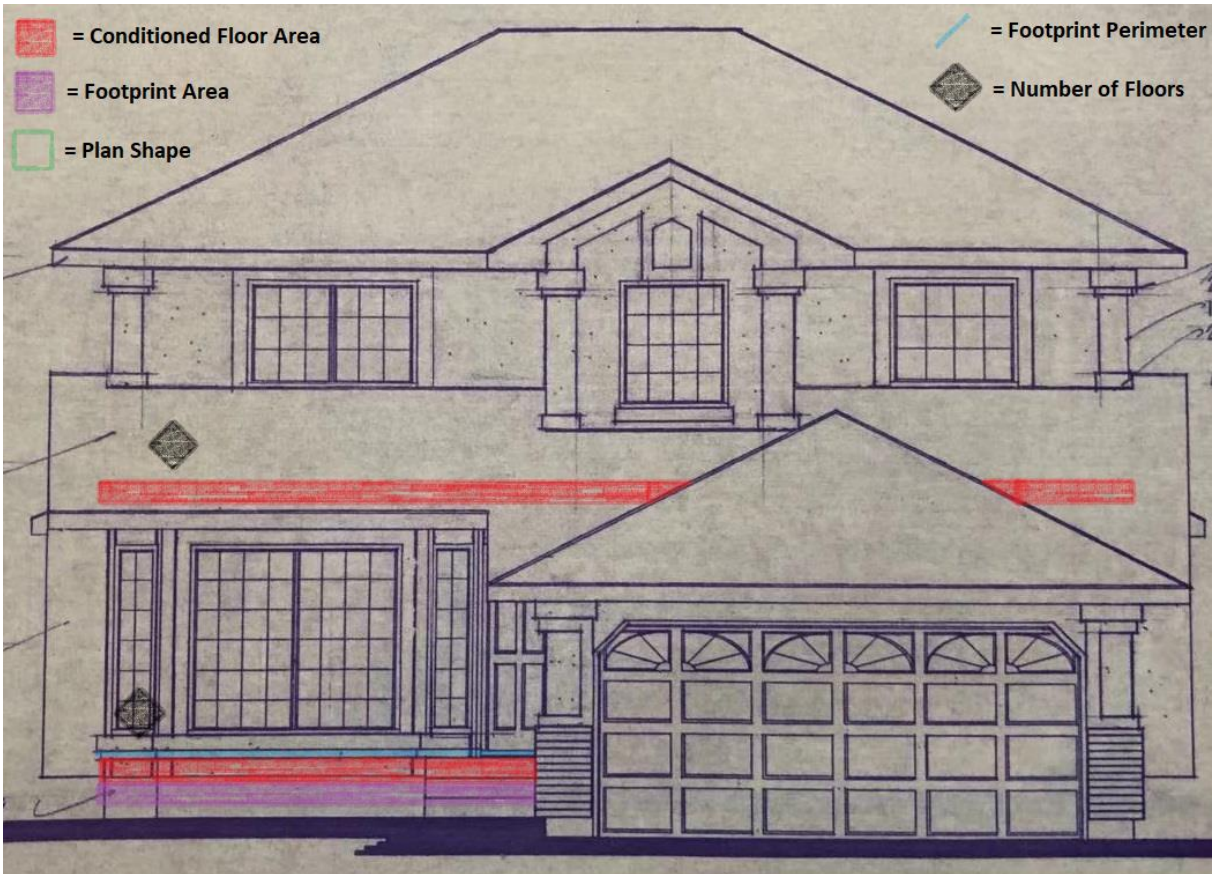 = Conditioned Floor Area
= Footprint Area
= Plan Shape
= Footprint Perimeter
= Number of Floors